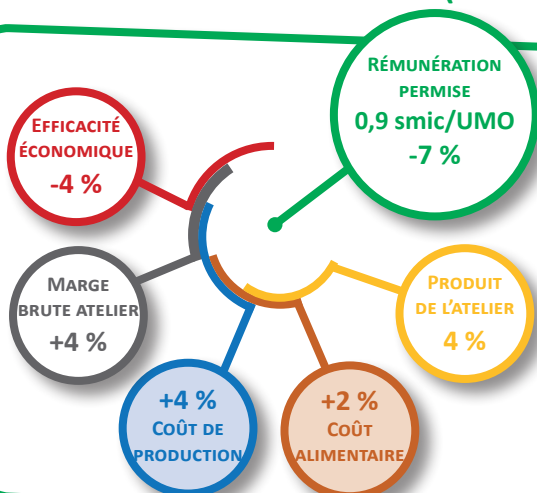 Rémunération
permise
0,9 smic/UMO
-7 %
Efficacité
économique
-4 %
Marge
brute atelier
+4 %
Produit
de l'atelier
4 %
+4 %
Coût de
production
+2 %
Coût
alimentaire